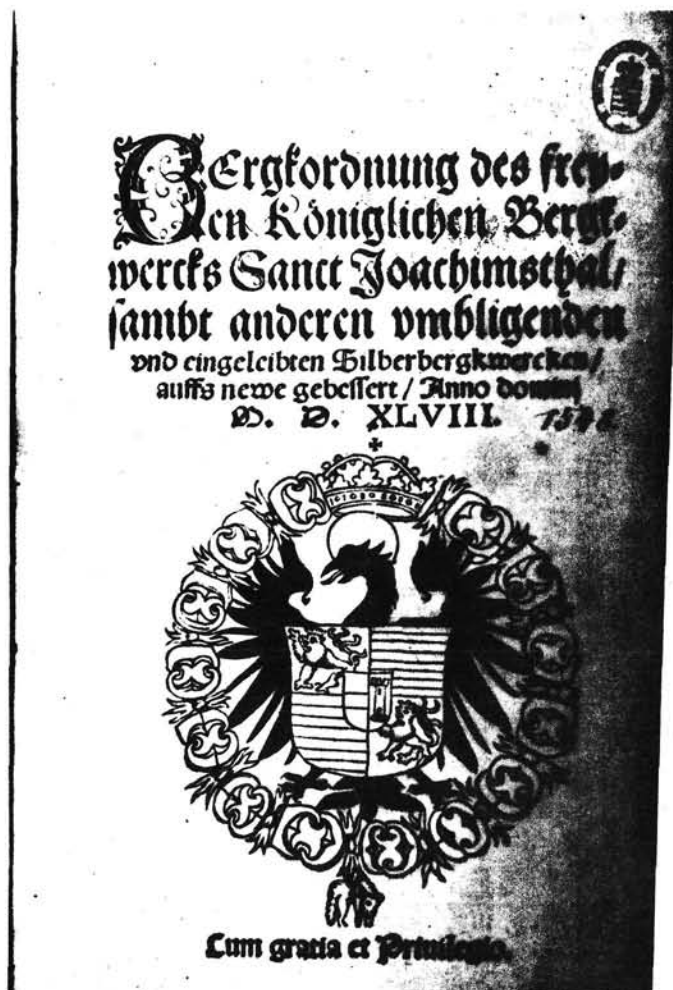 BErgkordnung des frey-
en Königlichen Bergk-
wercks Sanct Joachimsthal/
sambt anderen vmbligenden
vnd eingeleibten Silberbergkwercken/
auffs newe gebessert / Anno domini
M. D. XLVIII. 1548
Cum gratia et Priuilegio.